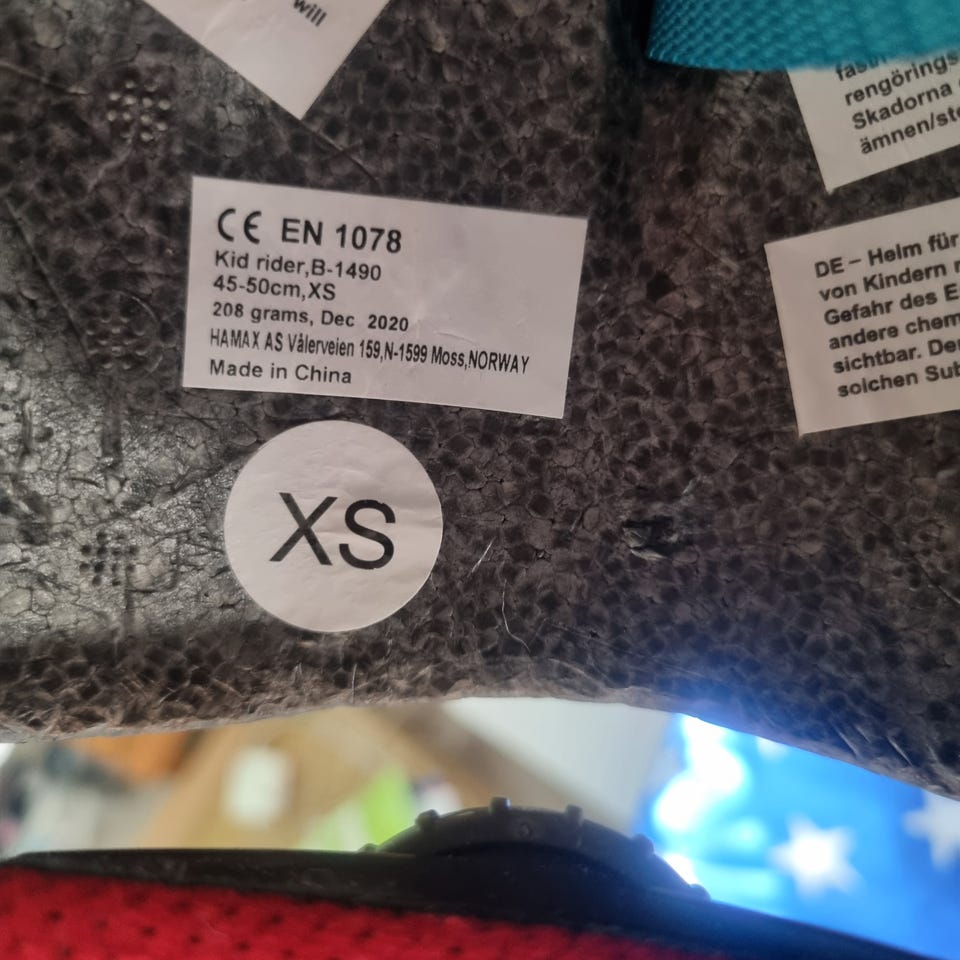 will
fastn
rengörings
Skadorna
ämnen/ste
CE EN 1078
Kid rider,B-1490
45-50cm,XS
208 grams, Dec 2020
HAMAX AS Vålerveien 159,N-1599 Moss,NORWAY
Made in China
DE – Helm für
von Kindern
Gefahr des E
andere chem
sichtbar. De
solchen Sub
XS